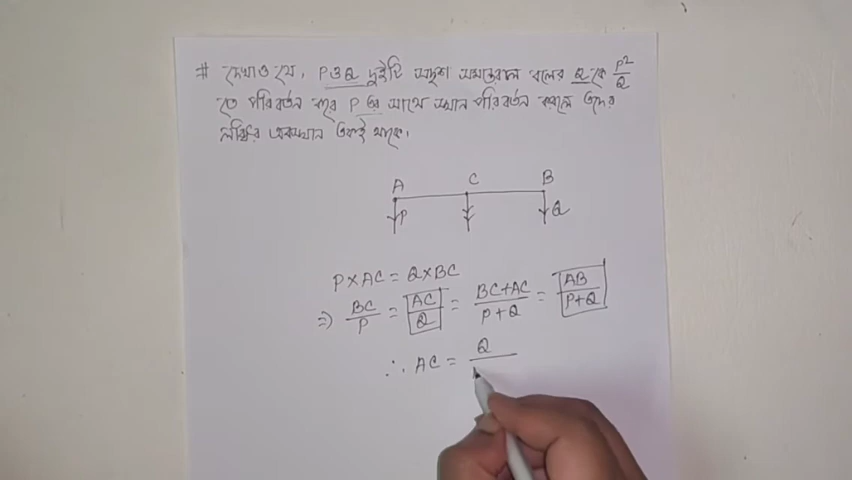 # দেখাও যে, P ও Q দুইটি সদৃশ সমান্তরাল বলের Q কে P²/Q
তে পরিবর্তন করে P এর সাথে স্থান পরিবর্তন করলে তাদের
লব্ধির অবস্থান একই থাকে।
A C B
P Q
P×AC = Q×BC
⇒ BC/P = AC/Q = BC+AC/P+Q = AB/P+Q
∴ AC = Q